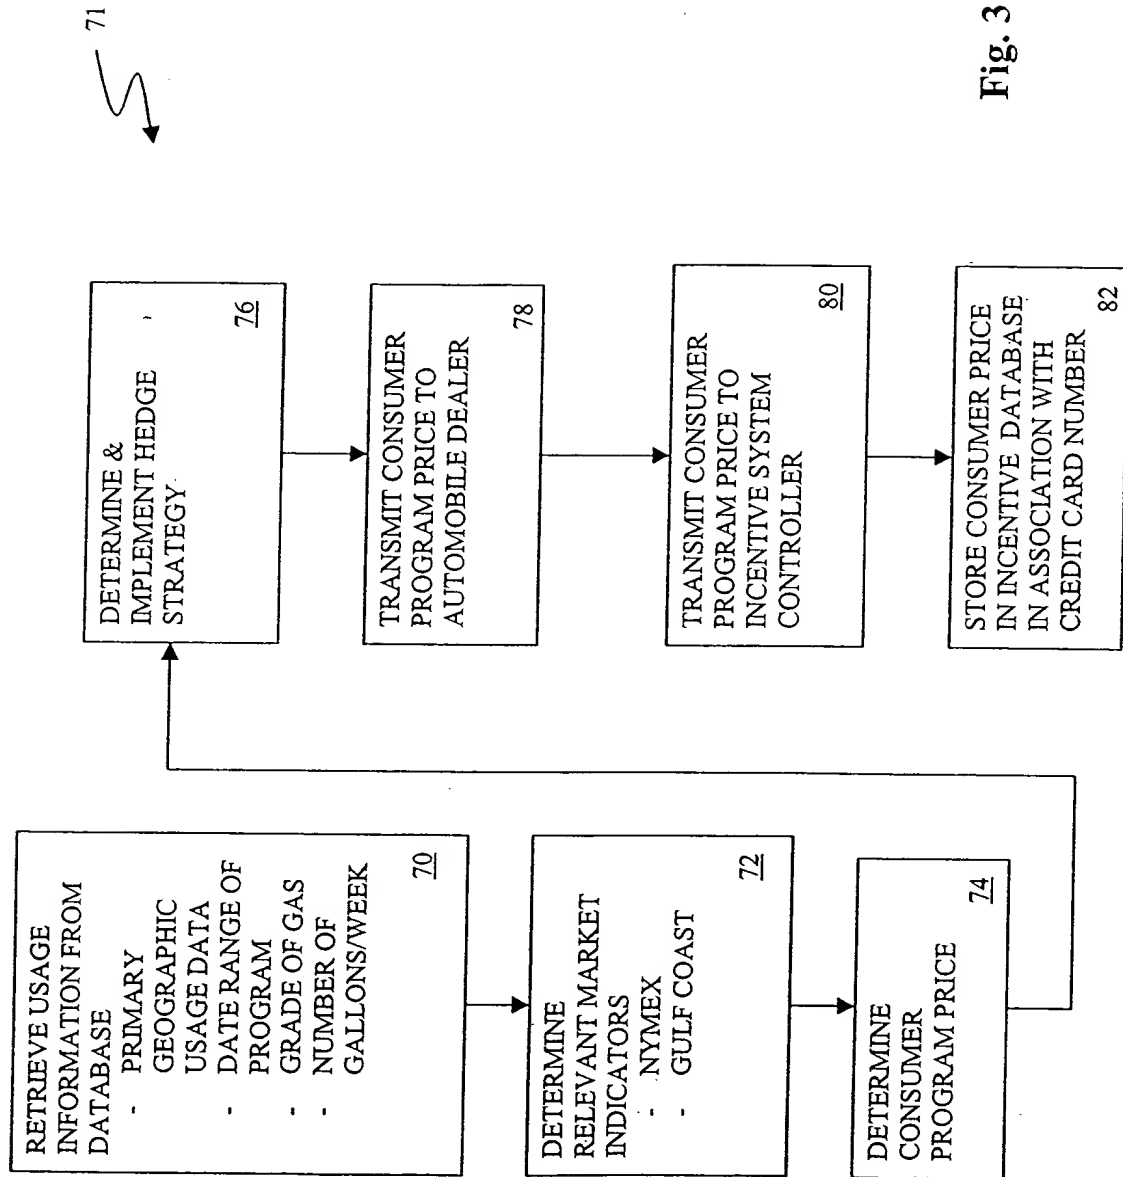 RETRIEVE USAGE
INFORMATION FROM
DATABASE
- PRIMARY
GEOGRAPHIC
USAGE DATA
- DATE RANGE OF
PROGRAM
- GRADE OF GAS
- NUMBER OF
GALLONS/WEEK
70
DETERMINE
RELEVANT MARKET
INDICATORS
- NYMEX
- GULF COAST
72
DETERMINE
CONSUMER
PROGRAM PRICE
74
DETERMINE &
IMPLEMENT HEDGE
STRATEGY
76
TRANSMIT CONSUMER
PROGRAM PRICE TO
AUTOMOBILE DEALER
78
TRANSMIT CONSUMER
PROGRAM PRICE TO
INCENTIVE SYSTEM
CONTROLLER
80
STORE CONSUMER PRICE
IN INCENTIVE DATABASE
IN ASSOCIATION WITH
CREDIT CARD NUMBER
82
71
Fig. 3